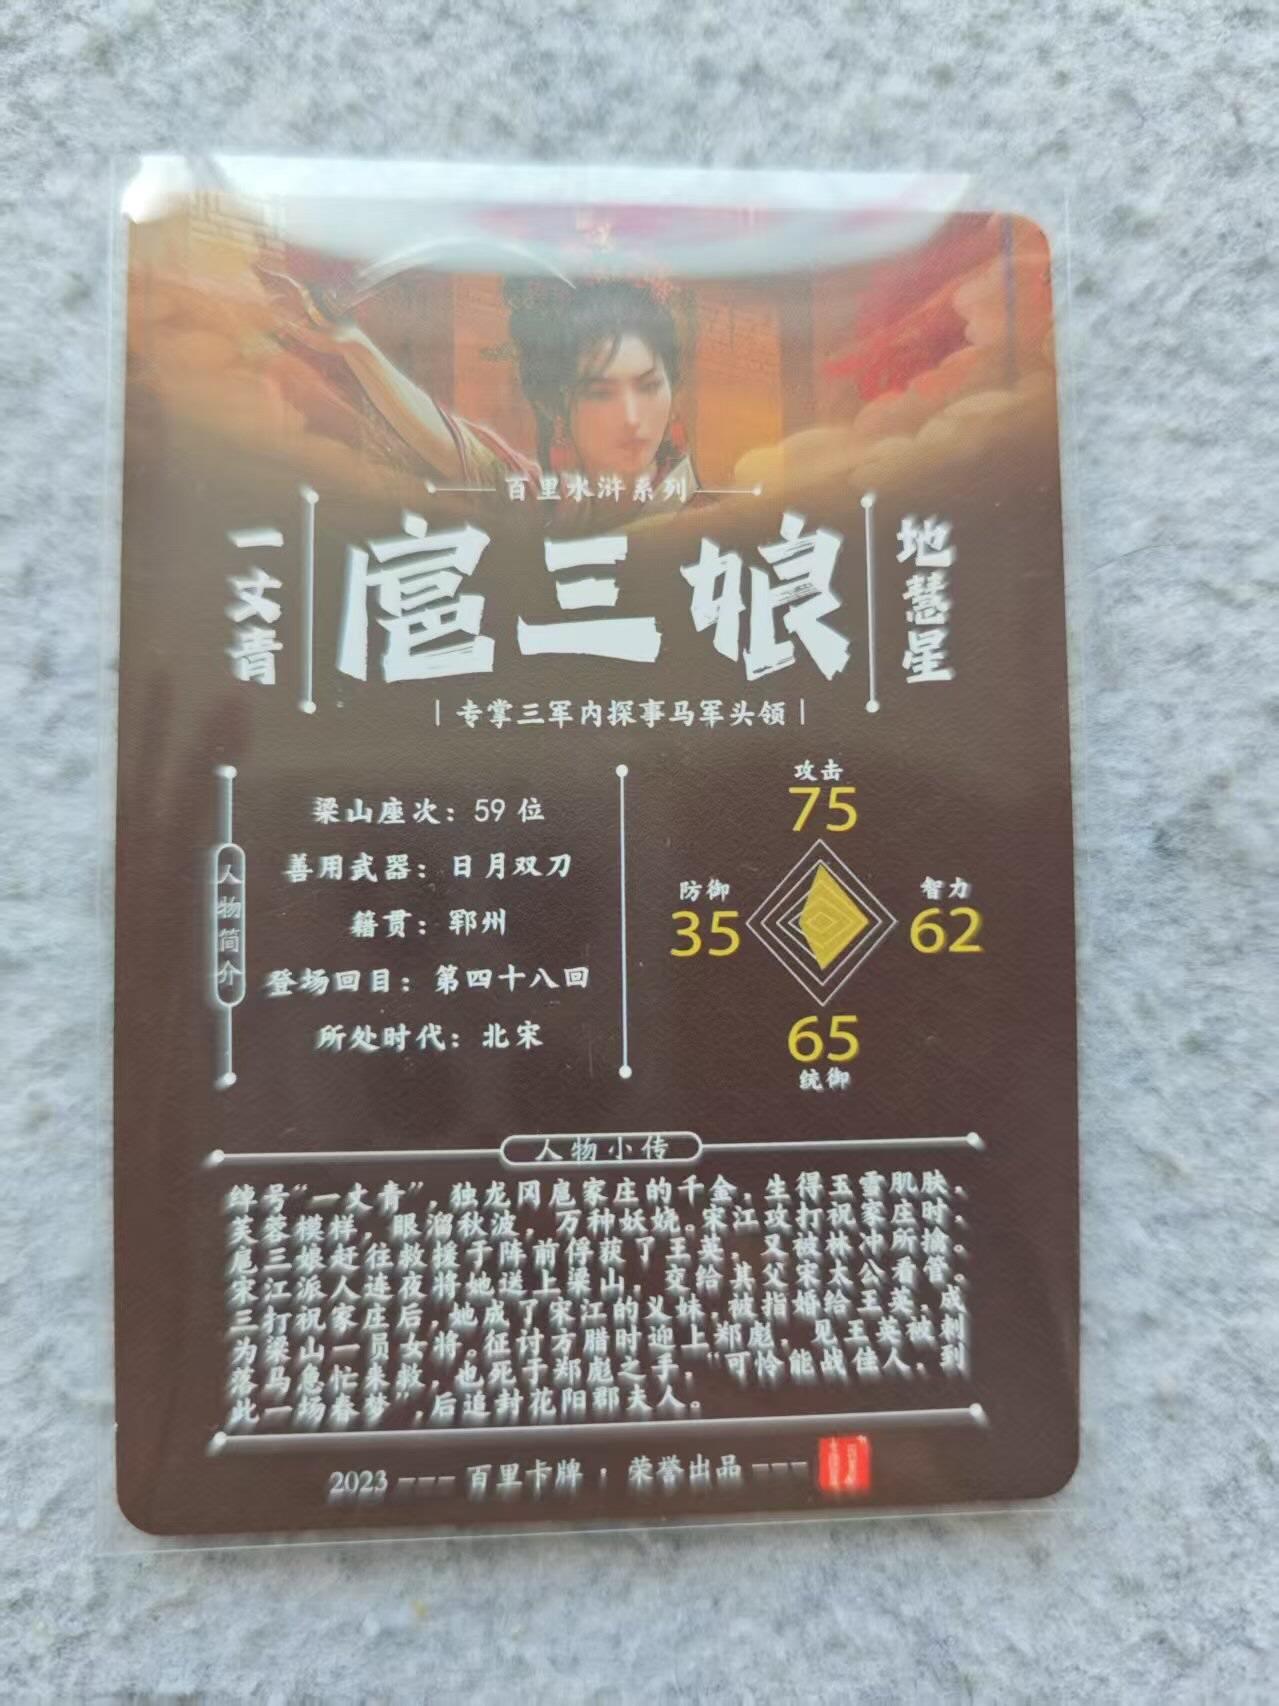 百里水浒系列
一丈青
扈三娘
地慧星
专掌三军内探事马军头领
人物简介
梁山座次：59 位
善用武器：日月双刀
籍贯：郓州
登场回目：第四十八回
所处时代：北宋
攻击
75
防御
35
智力
62
65
统御
人物小传
绰号“一丈青”，独龙冈扈家庄的千金，生得玉雪肌肤，
芙蓉模样，眼溜秋波，万种妖娆。宋江攻打祝家庄时，
扈三娘赶往救援于阵前俘获了王英，又被林冲所擒。
宋江派人连夜将她送上梁山，交给其父宋太公看管。
三打祝家庄后，她成了宋江的义妹，被指婚给王英，成
为梁山一员女将。征讨方腊时迎上郑彪，见王英被刺
落马急忙来救，也死于郑彪之手，“可怜能战佳人，到
此一场春梦”，后追封花阳郡夫人。
2023 --- 百里卡牌 · 荣誉出品 ---